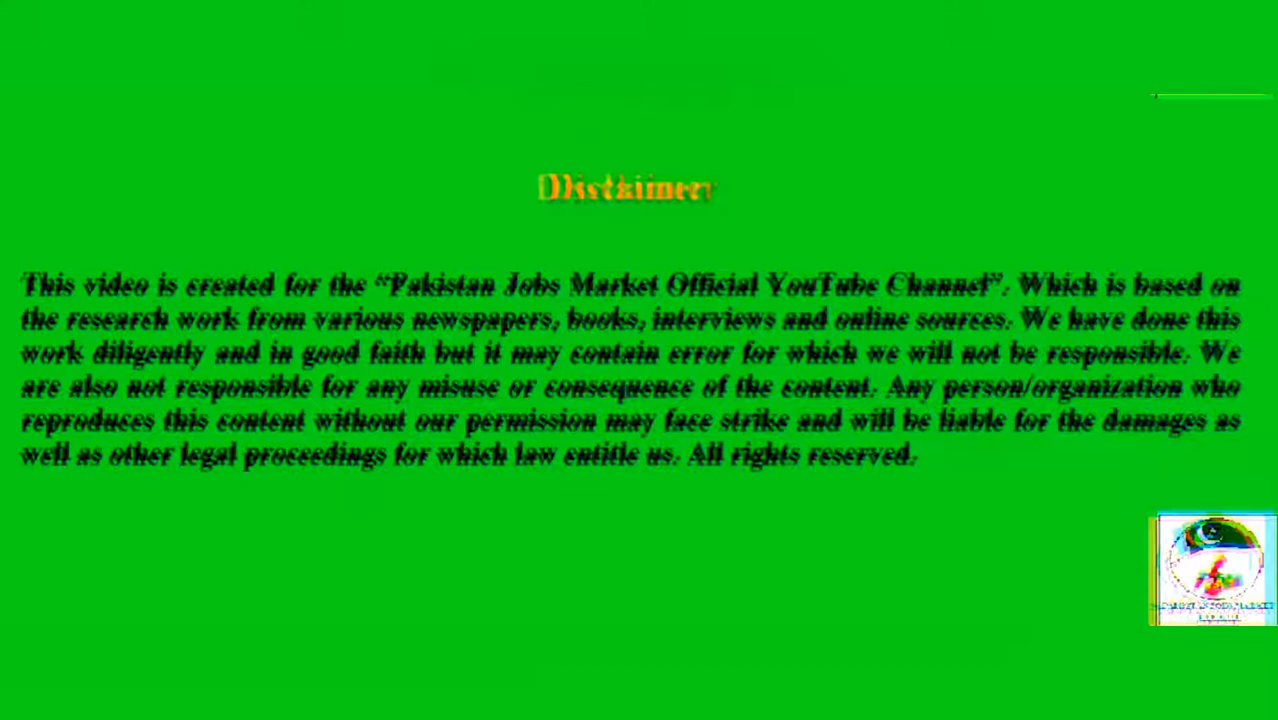 Disclaimer
This video is created for the “Pakistan Jobs Market Official YouTube Channel”. Which is based on
the research work from various newspapers, books, interviews and online sources. We have done this
work diligently and in good faith but it may contain error for which we will not be responsible. We
are also not responsible for any misuse or consequence of the content. Any person/organization who
reproduces this content without our permission may face strike and will be liable for the damages as
well as other legal proceedings for which law entitle us. All rights reserved.